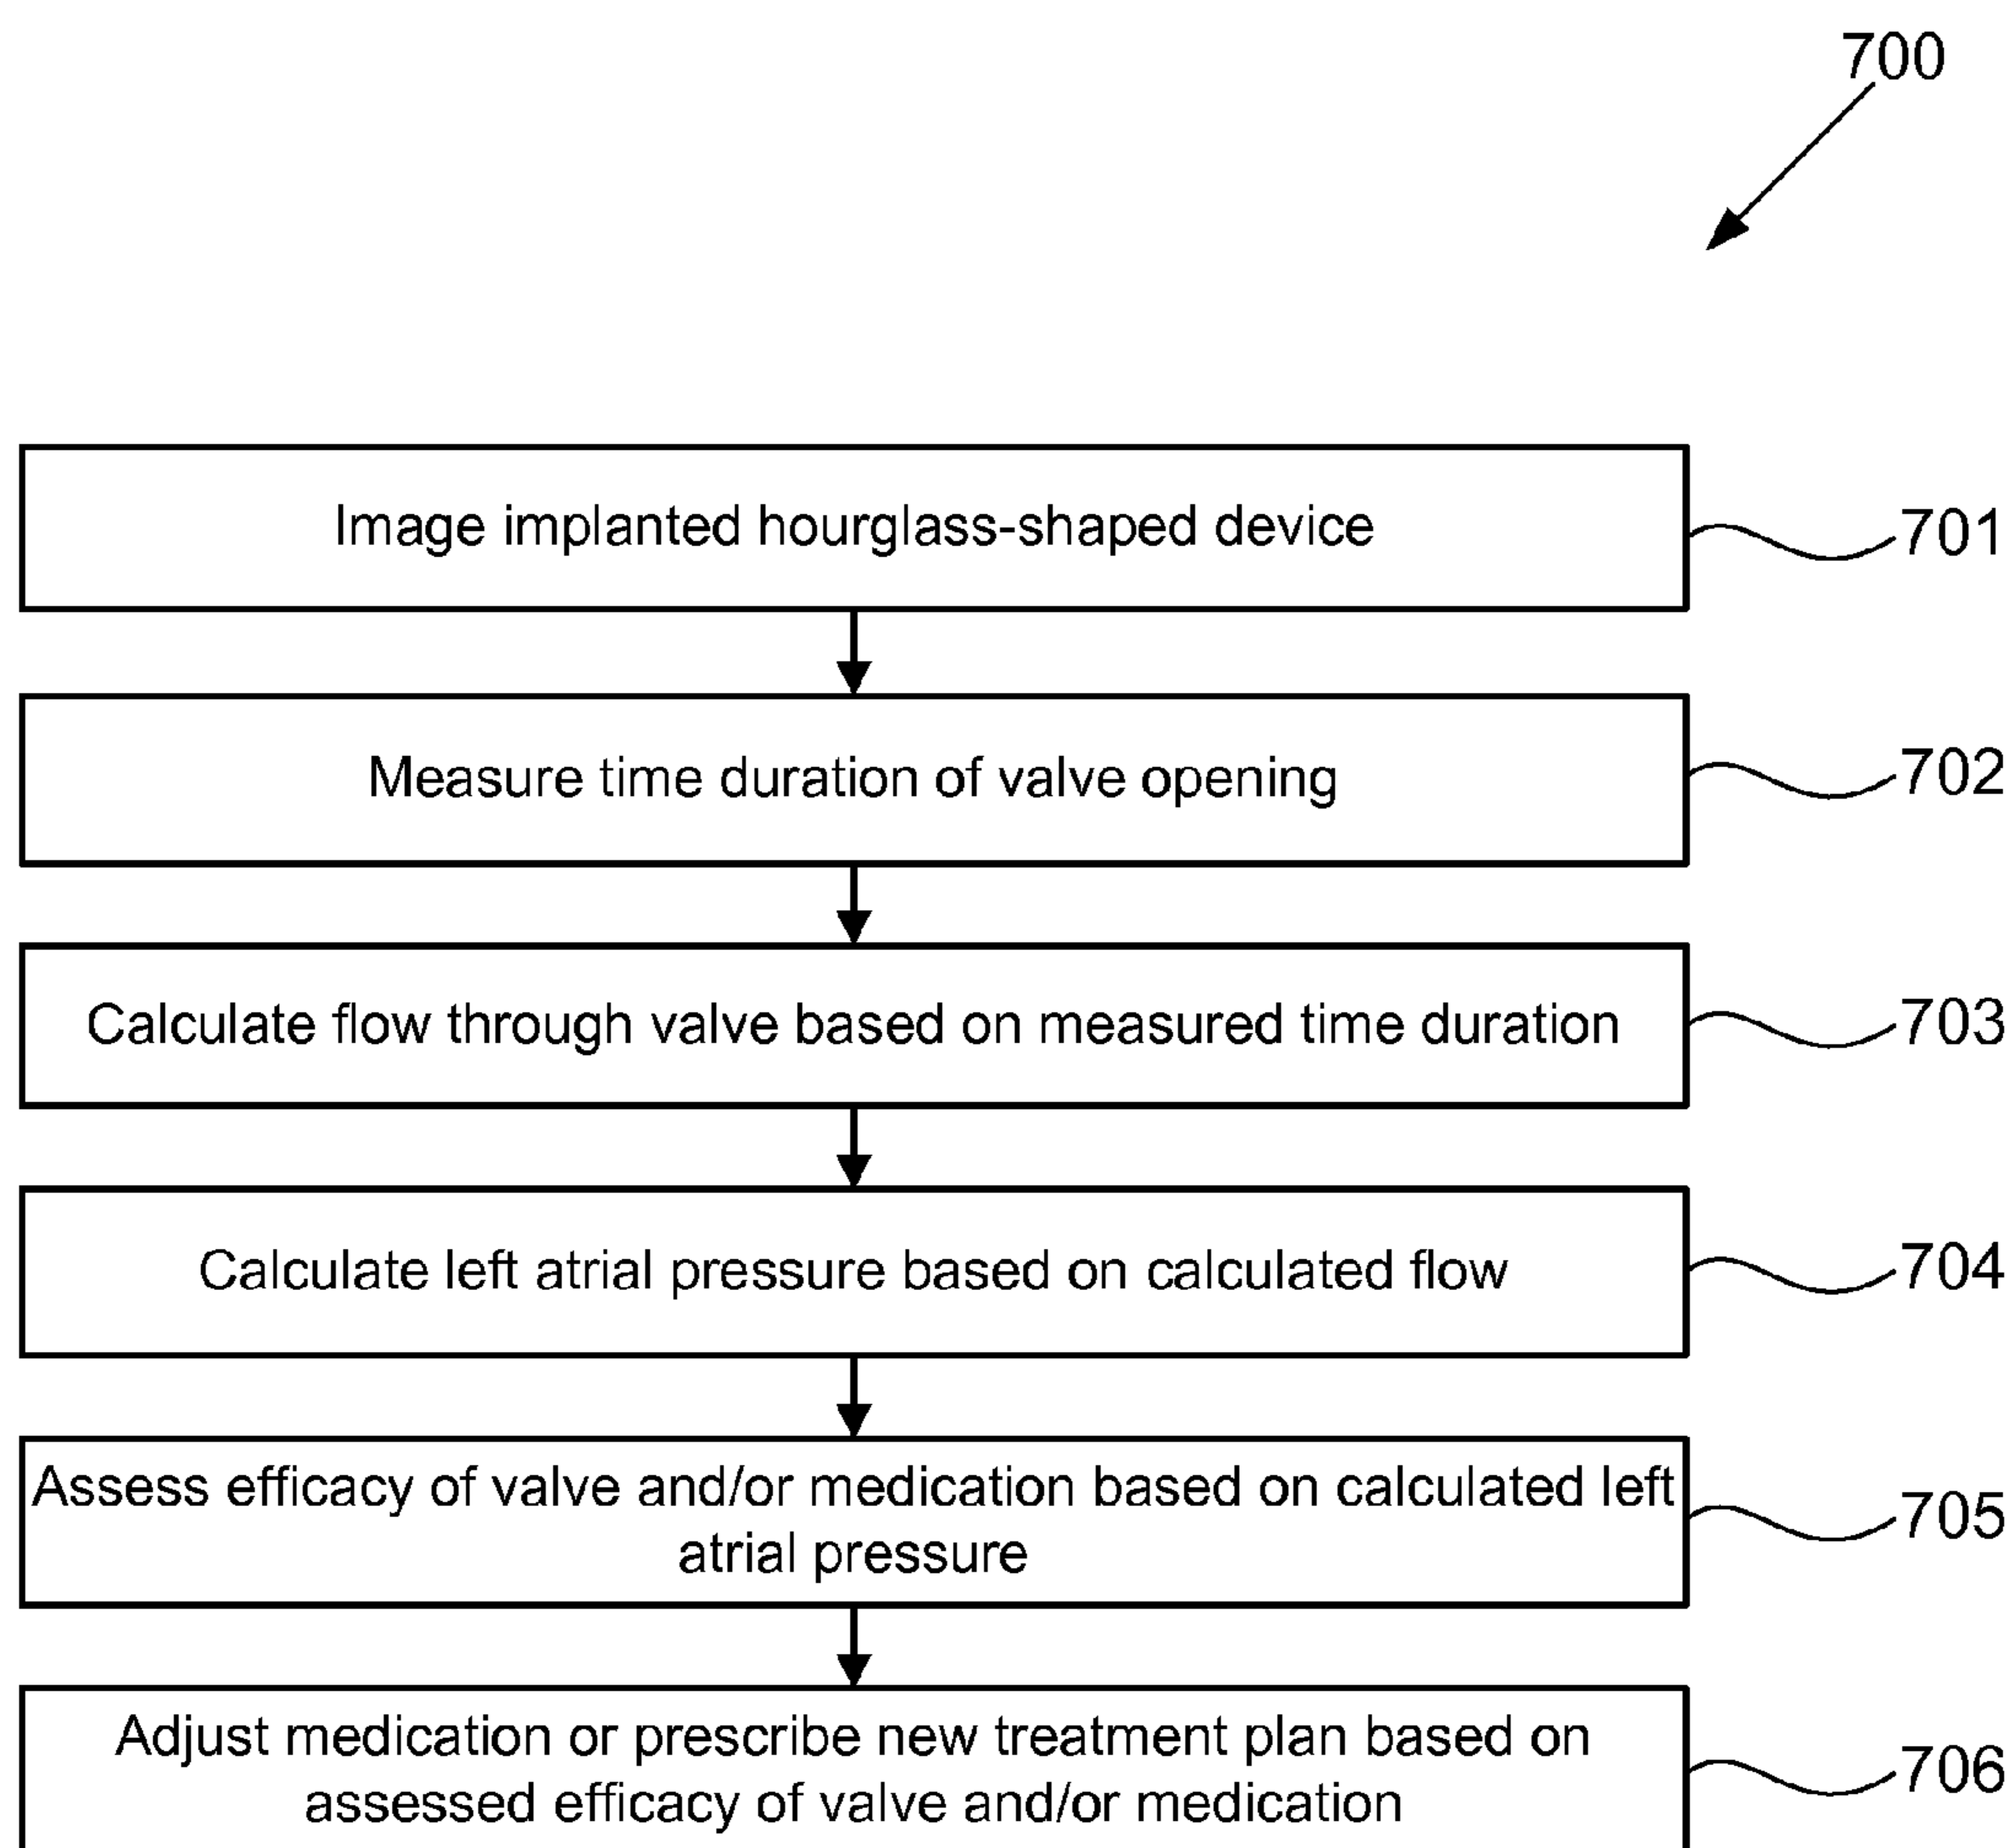 700
Image implanted hourglass-shaped device
701
Measure time duration of valve opening
702
Calculate flow through valve based on measured time duration
703
Calculate left atrial pressure based on calculated flow
704
Assess efficacy of valve and/or medication based on calculated left
atrial pressure
705
Adjust medication or prescribe new treatment plan based on
assessed efficacy of valve and/or medication
706